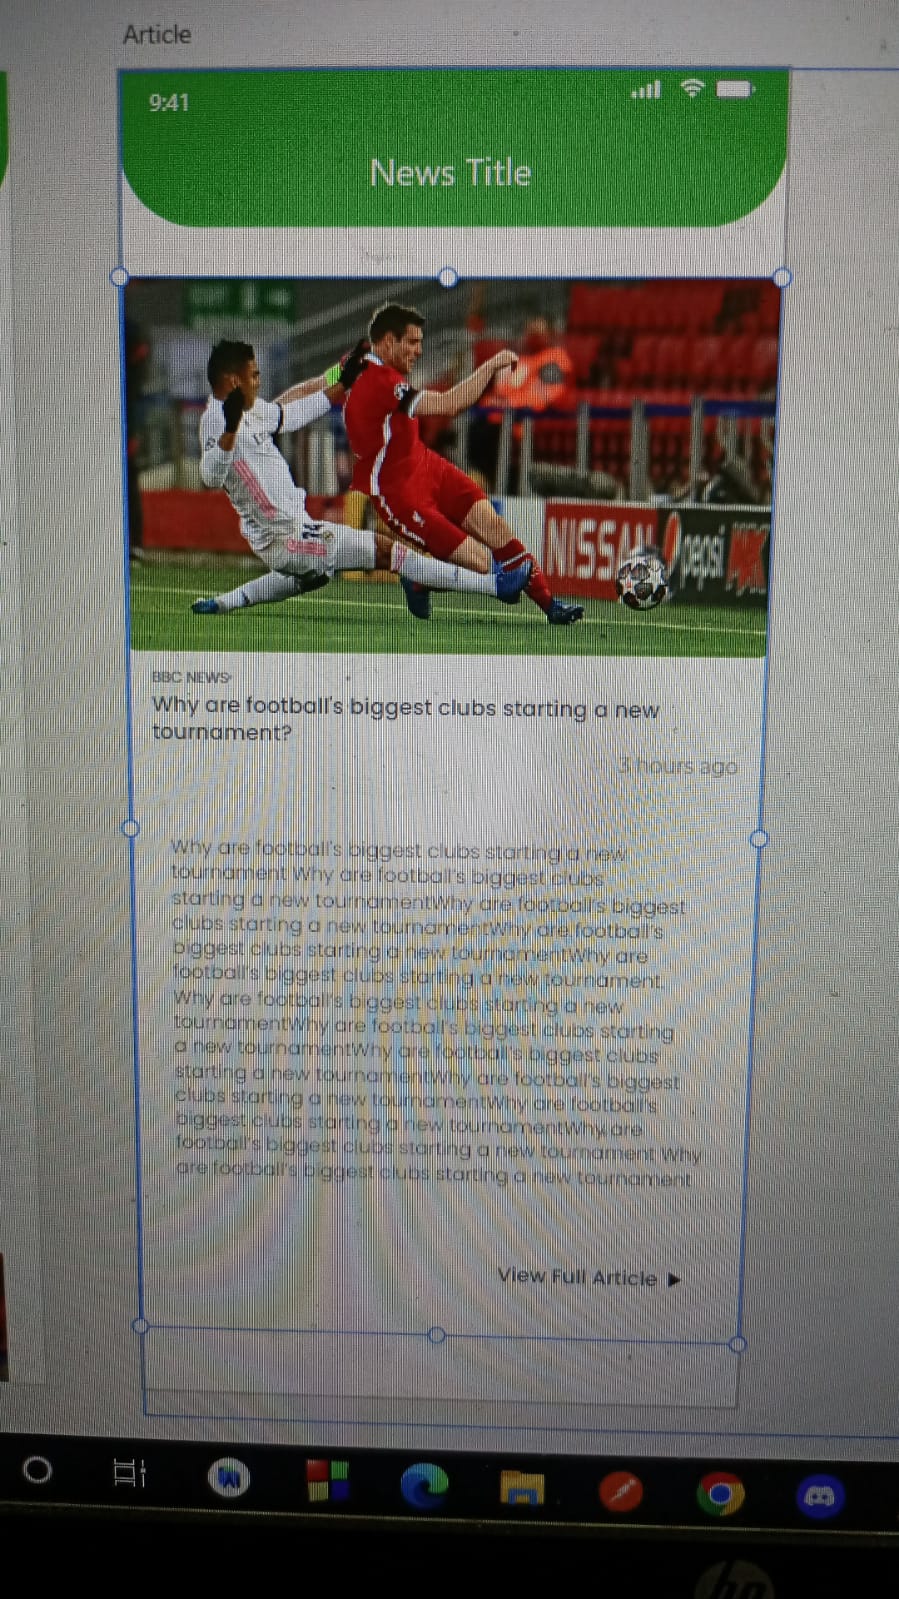 Article
9:41
News Title
NISSAN
pepsi
14
BBC NEWS
Why are football's biggest clubs starting a new
tournament?
3 hours ago
Why are football's biggest clubs starting a new
tournament Why are football's biggest clubs
starting a new tournamentWhy are football's biggest
clubs starting a new tournamentWhy are football's
biggest clubs starting a new tournamentWhy are
football's biggest clubs starting a new tournament.
Why are football's biggest clubs starting a new
tournamentWhy are football's biggest clubs starting
a new tournamentWhy are football's biggest clubs
starting a new tournamentWhy are football's biggest
clubs starting a new tournamentWhy are football's
biggest clubs starting a new tournamentWhy are
football's biggest clubs starting a new tournament Why
are football's biggest clubs starting a new tournament
View Full Article
hp